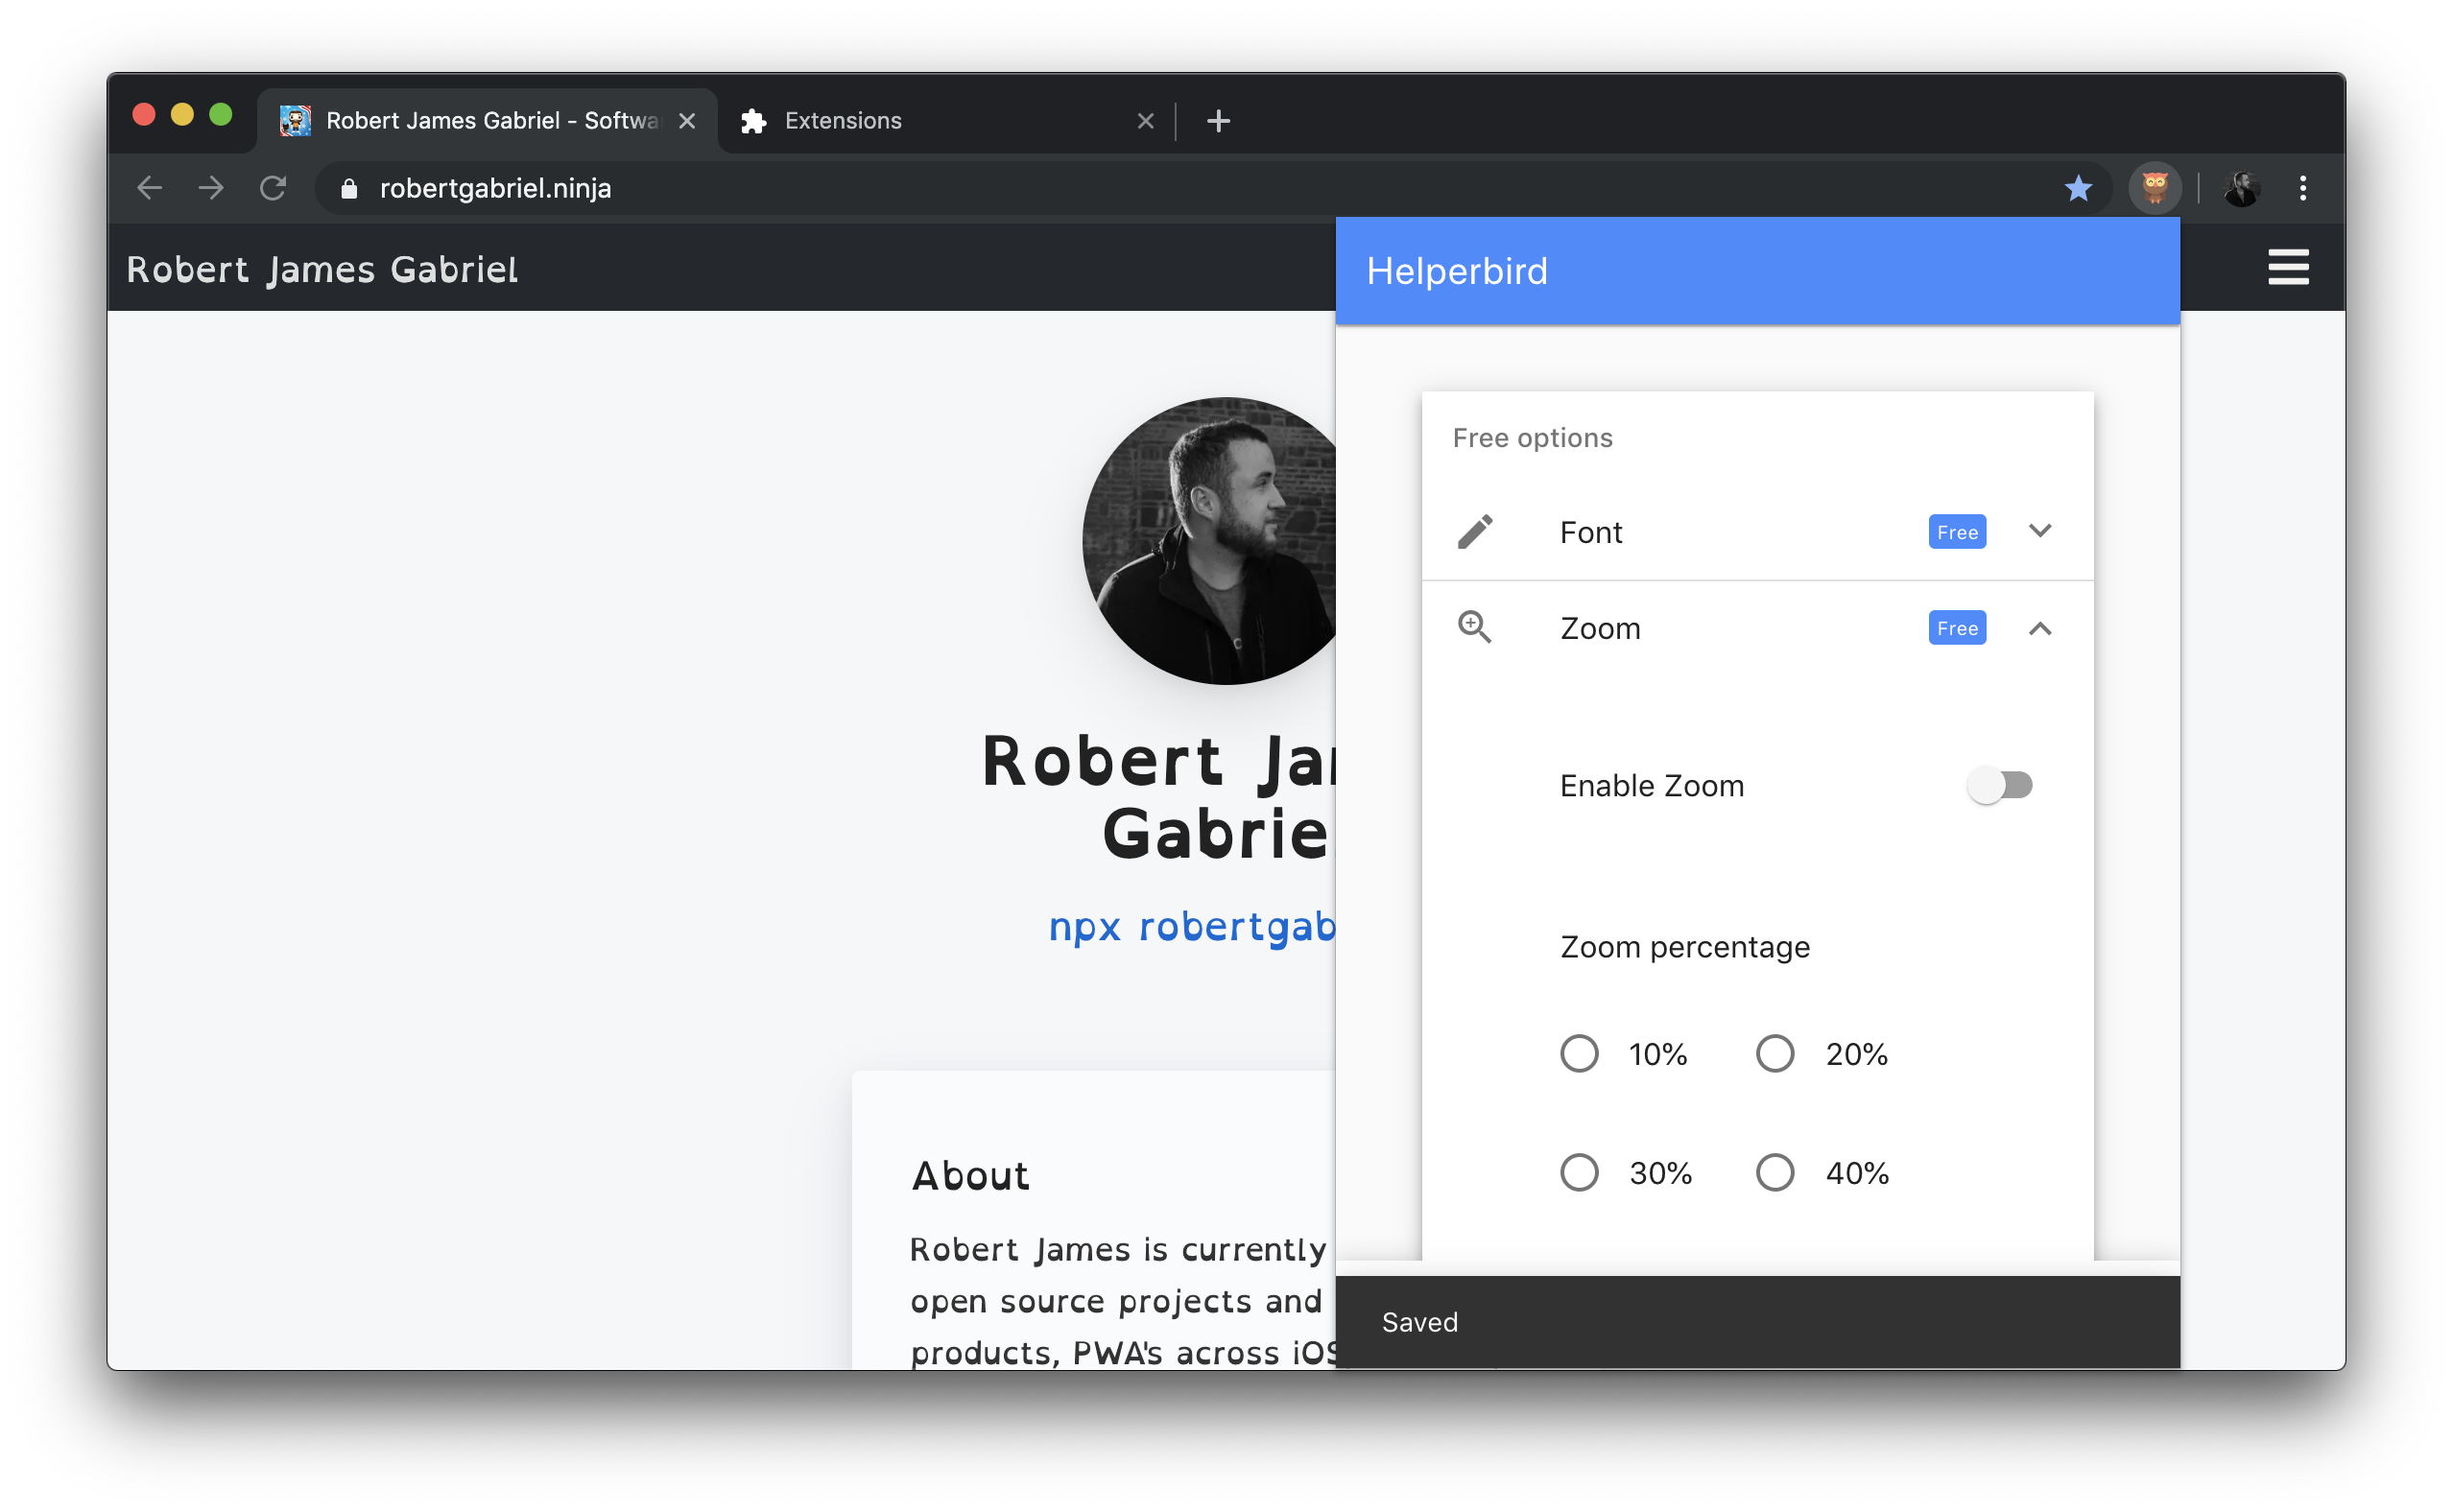 Robert James Gabriel - Softwa
Extensions
robertgabriel.ninja
Robert James Gabriel
Helperbird
Free options
Font
Free
Zoom
Free
Enable Zoom
Zoom percentage
10%
20%
30%
40%
Saved
Robert Jam
Gabriel
npx robertgab
About
Robert James is currently
open source projects and
products, PWA's across iOS